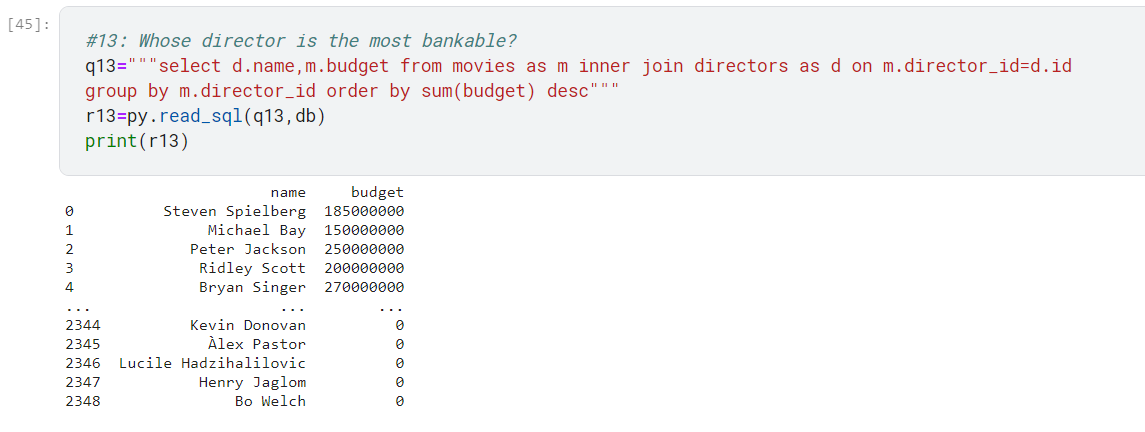 [45]:
#13: Whose director is the most bankable?
q13="""select d.name,m.budget from movies as m inner join directors as d on m.director_id=d.id
group by m.director_id order by sum(budget) desc"""
r13=py.read_sql(q13,db)
print(r13)
name budget
0 Steven Spielberg 185000000
1 Michael Bay 150000000
2 Peter Jackson 250000000
3 Ridley Scott 200000000
4 Bryan Singer 270000000
... ... ...
2344 Kevin Donovan 0
2345 Àlex Pastor 0
2346 Lucile Hadzihalilovic 0
2347 Henry Jaglom 0
2348 Bo Welch 0